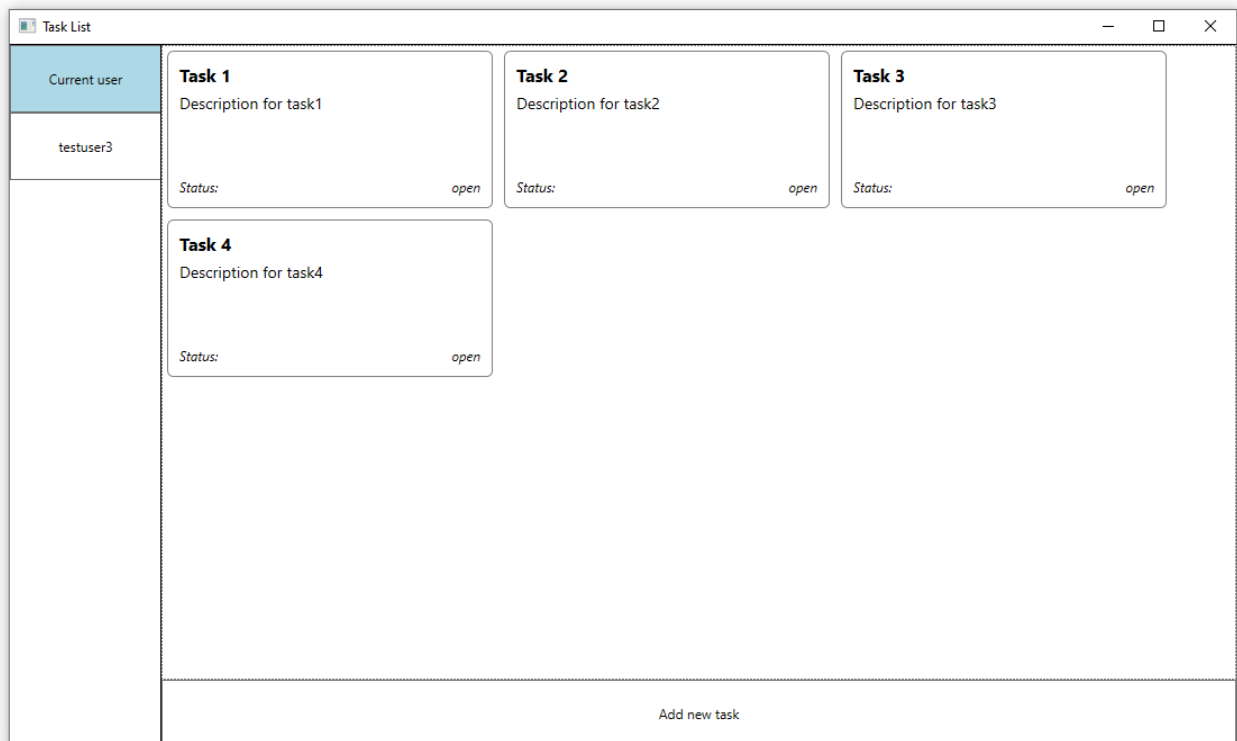 Task List
Current user
testuser3
Task 1
Description for task1
Status: open
Task 2
Description for task2
Status: open
Task 3
Description for task3
Status: open
Task 4
Description for task4
Status: open
Add new task